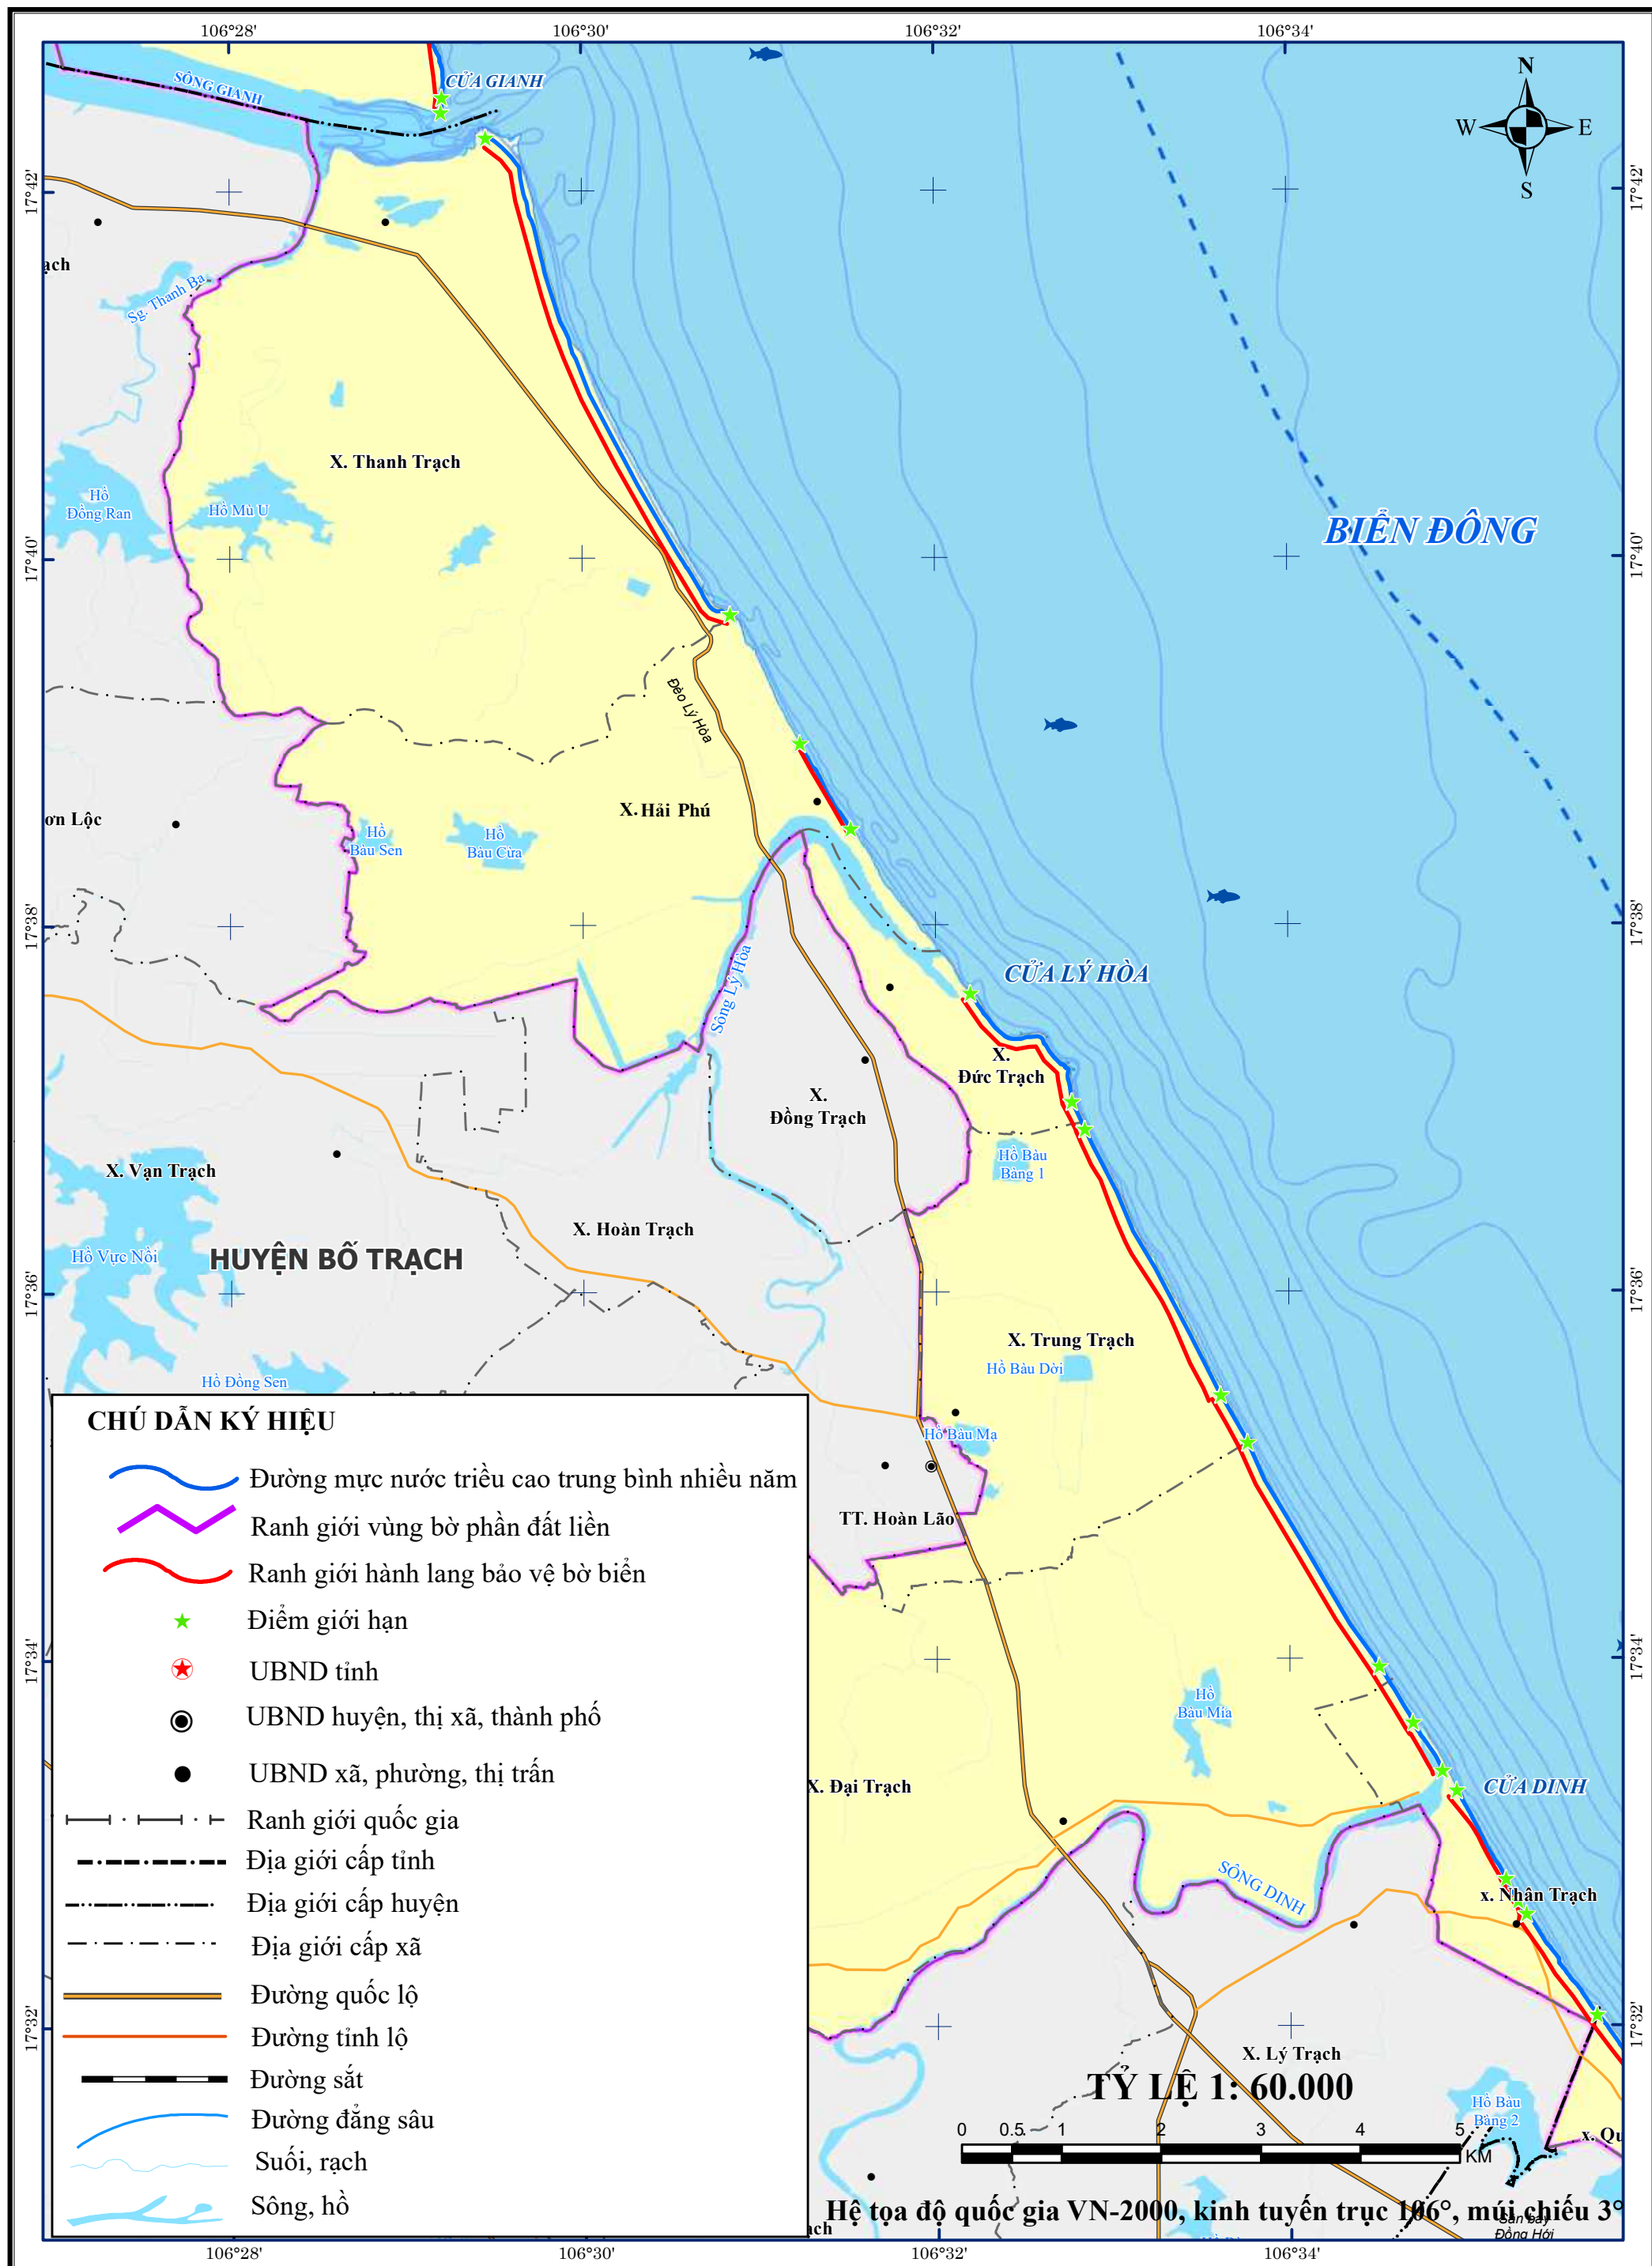 106°28'
106°30'
106°32'
106°34'
SÔNG GIANH
CỬA GIANH
N
W
E
S
17°42'
17°42'
ạch
Sg. Thanh Ba
X. Thanh Trạch
Hồ
Đồng Ran
Hồ Mù U
BIỂN ĐÔNG
17°40'
17°40'
Đèo Lý Hòa
X. Hải Phú
ơn Lộc
Hồ
Bàu Sen
Hồ
Bàu Cừa
17°38'
17°38'
Sông Lý Hòa
CỬA LÝ HÒA
X.
Đức Trạch
X.
Đồng Trạch
Hồ Bàu
Bàng 1
X. Vạn Trạch
X. Hoàn Trạch
Hồ Vực Nồi
HUYỆN BỐ TRẠCH
17°36'
17°36'
X. Trung Trạch
Hồ Bàu Dời
Hồ Đồng Sen
Hồ Bàu Mạ
TT. Hoàn Lão
CHÚ DẪN KÝ HIỆU
Đường mực nước triều cao trung bình nhiều năm
Ranh giới vùng bờ phần đất liền
Ranh giới hành lang bảo vệ bờ biển
Điểm giới hạn
UBND tỉnh
UBND huyện, thị xã, thành phố
UBND xã, phường, thị trấn
Ranh giới quốc gia
Địa giới cấp tỉnh
Địa giới cấp huyện
Địa giới cấp xã
Đường quốc lộ
Đường tỉnh lộ
Đường sắt
Đường đẳng sâu
Suối, rạch
Sông, hồ
17°34'
17°34'
Hồ
Bàu Mía
X. Đại Trạch
CỬA DINH
SÔNG DINH
x. Nhân Trạch
17°32'
17°32'
X. Lý Trạch
TỶ LỆ 1: 60.000
Hồ Bàu
Bàng 2
0 0.5 1 2 3 4 5
KM
x. Qu
Hệ tọa độ quốc gia VN-2000, kinh tuyến trục 106°, múi chiếu 3°
ạch
Sân bay
Đồng Hới
106°28'
106°30'
106°32'
106°34'